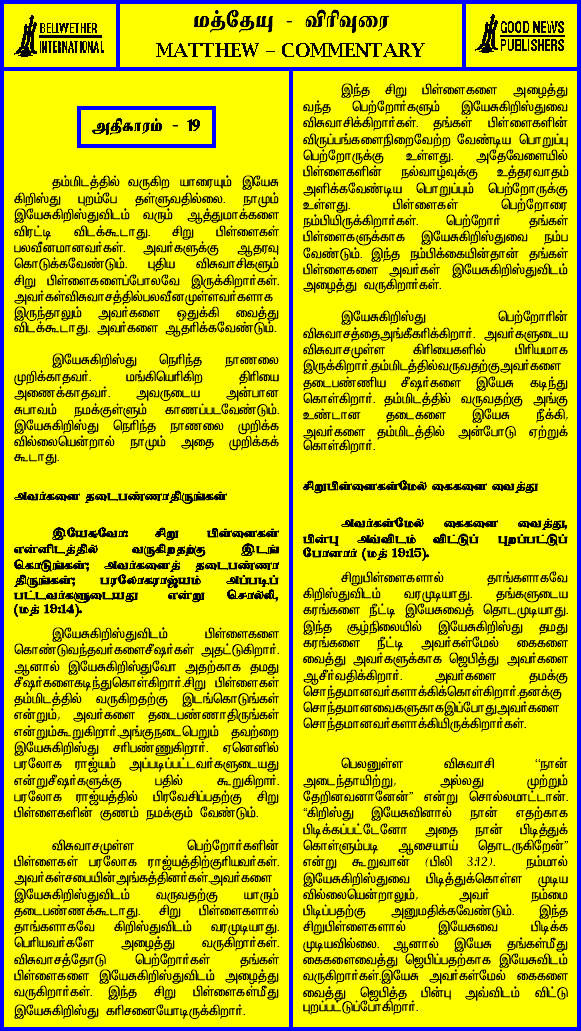 BELLWETHER
INTERNATIONAL
மத்தேயு - விரிவுரை
MATTHEW – COMMENTARY
GOOD NEWS
PUBLISHERS
அதிகாரம் - 19
தம்மிடத்தில் வருகிற யாரையும் இயேசு
கிறிஸ்து புறம்பே தள்ளுவதில்லை. நாமும்
இயேசுகிறிஸ்துவிடம் வரும் ஆத்துமாக்களை
விரட்டி விடக்கூடாது. சிறு பிள்ளைகள்
பலவீனமானவர்கள். அவர்களுக்கு ஆதரவு
கொடுக்கவேண்டும். புதிய விசுவாசிகளும்
சிறு பிள்ளைகளைப்போலவே இருக்கிறார்கள்.
அவர்கள்விசுவாசத்தில்பலவீனமுள்ளவர்களாக
இருந்தாலும் அவர்களை ஒதுக்கி வைத்து
விடக்கூடாது. அவர்களை ஆதரிக்கவேண்டும்.
இயேசுகிறிஸ்து நெரிந்த நாணலை
முறிக்காதவர். மங்கியெரிகிற திரியை
அணைக்காதவர். அவருடைய அன்பான
சுபாவம் நமக்குள்ளும் காணப்படவேண்டும்.
இயேசுகிறிஸ்து நெரிந்த நாணலை முறிக்க
வில்லையென்றால் நாமும் அதை முறிக்கக்
கூடாது.
அவர்களை தடைபண்ணாதிருங்கள்
இயேசுவோ: சிறு பிள்ளைகள்
என்னிடத்தில் வருகிறதற்கு இடங்
கொடுங்கள்; அவர்களைத் தடைபண்ணா
திருங்கள்; பரலோகராஜ்யம் அப்படிப்
பட்டவர்களுடையது என்று சொல்லி,
(மத் 19:14).
இயேசுகிறிஸ்துவிடம் பிள்ளைகளை
கொண்டுவந்தவர்களைசீஷர்கள் அதட்டுகிறார்.
ஆனால் இயேசுகிறிஸ்துவோ அதற்காக தமது
சீஷர்களைகடிந்துகொள்கிறார்.சிறு பிள்ளைகள்
தம்மிடத்தில் வருகிறதற்கு இடங்கொடுங்கள்
என்றும், அவர்களை தடைபண்ணாதிருங்கள்
என்றும்கூறுகிறார்.அங்குநடைபெறும் தவற்றை
இயேசுகிறிஸ்து சரிபண்ணுகிறார். ஏனெனில்
பரலோக ராஜ்யம் அப்படிப்பட்டவர்களுடையது
என்றுசீஷர்களுக்கு பதில் கூறுகிறார்.
பரலோக ராஜ்யத்தில் பிரவேசிப்பதற்கு சிறு
பிள்ளைகளின் குணம் நமக்கும் வேண்டும்.
விசுவாசமுள்ள பெற்றோர்களின்
பிள்ளைகள் பரலோக ராஜ்யத்திற்குரியவர்கள்.
அவர்கள்சபையின்அங்கத்தினர்கள்.அவர்களை
இயேசுகிறிஸ்துவிடம் வருவதற்கு யாரும்
தடைபண்ணக்கூடாது. சிறு பிள்ளைகளால்
தாங்களாகவே கிறிஸ்துவிடம் வரமுடியாது.
பெரியவர்களே அழைத்து வருகிறார்கள்.
விசுவாசத்தோடு பெற்றோர்கள் தங்கள்
பிள்ளைகளை இயேசுகிறிஸ்துவிடம் அழைத்து
வருகிறார்கள். இந்த சிறு பிள்ளைகள்மீது
இயேசுகிறிஸ்து கரிசனையோடிருக்கிறார்.
இந்த சிறு பிள்ளைகளை அழைத்து
வந்த பெற்றோர்களும் இயேசுகிறிஸ்துவை
விசுவாசிக்கிறார்கள். தங்கள் பிள்ளைகளின்
விருப்பங்களைநிறைவேற்ற வேண்டிய பொறுப்பு
பெற்றோருக்கு உள்ளது. அதேவேளையில்
பிள்ளைகளின் நல்வாழ்வுக்கு உத்தரவாதம்
அளிக்கவேண்டிய பொறுப்பும் பெற்றோருக்கு
உள்ளது. பிள்ளைகள் பெற்றோரை
நம்பியிருக்கிறார்கள். பெற்றோர் தங்கள்
பிள்ளைகளுக்காக இயேசுகிறிஸ்துவை நம்ப
வேண்டும். இந்த நம்பிக்கையின்தான் தங்கள்
பிள்ளைகளை அவர்கள் இயேசுகிறிஸ்துவிடம்
அழைத்து வருகிறார்கள்.
இயேசுகிறிஸ்து பெற்றோரின்
விசுவாசத்தைஅங்கீகரிக்கிறார். அவர்களுடைய
விசுவாசமுள்ள கிரியைகளில் பிரியமாக
இருக்கிறார்.தம்மிடத்தில்வருவதற்குஅவர்களை
தடைபண்ணிய சீஷர்களை இயேசு கடிந்து
கொள்கிறார். தம்மிடத்தில் வருவதற்கு அங்கு
உண்டான தடைகளை இயேசு நீக்கி,
அவர்களை தம்மிடத்தில் அன்போடு ஏற்றுக்
கொள்கிறார்.
சிறுபிள்ளைகள்மேல் கைகளை வைத்து
அவர்கள்மேல் கைகளை வைத்து,
பின்பு அவ்விடம் விட்டுப் புறப்பட்டுப்
போனார் (மத் 19:15).
சிறுபிள்ளைகளால் தாங்களாகவே
கிறிஸ்துவிடம் வரமுடியாது. தங்களுடைய
கரங்களை நீட்டி இயேசுவைத் தொடமுடியாது.
இந்த சூழ்நிலையில் இயேசுகிறிஸ்து தமது
கரங்களை நீட்டி அவர்கள்மேல் கைகளை
வைத்து அவர்களுக்காக ஜெபித்து அவர்களை
ஆசீர்வதிக்கிறார். அவர்களை தமக்கு
சொந்தமானவர்களாக்கிக்கொள்கிறார்.தனக்கு
சொந்தமானவைகளுகாகஇப்போதுஅவர்களை
சொந்தமானவர்களாக்கியிருக்கிறார்கள்.
பெலனுள்ள விசுவாசி “நான்
அடைந்தாயிற்று, அல்லது முற்றும்
தேறினவனானேன்” என்று சொல்லமாட்டான்.
“கிறிஸ்து இயேசுவினால் நான் எதற்காக
பிடிக்கப்பட்டேனோ அதை நான் பிடித்துக்
கொள்ளும்படி ஆசையாய் தொடருகிறேன்”
என்று கூறுவான் (பிலி 3:12). நம்மால்
இயேசுகிறிஸ்துவை பிடித்துக்கொள்ள முடிய
வில்லையென்றாலும், அவர் நம்மை
பிடிப்பதற்கு அனுமதிக்கவேண்டும். இந்த
சிறுபிள்ளைகளால் இயேசுவை பிடிக்க
முடியவில்லை. ஆனால் இயேசு தங்கள்மீது
கைகளைவைத்து ஜெபிப்பதற்காக இயேசுவிடம்
வருகிறார்கள்.இயேசு அவர்கள்மேல் கைகளை
வைத்து ஜெபித்த பின்பு அவ்விடம் விட்டு
புறப்பட்டுப்போகிறார்.